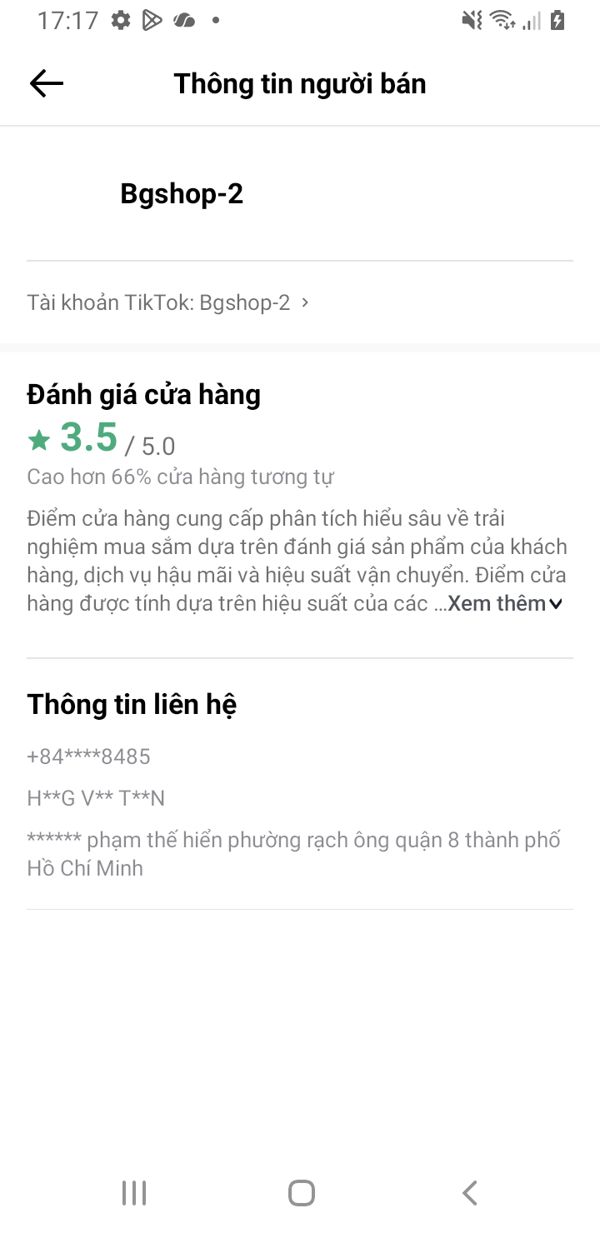 17:17
Thông tin người bán
Bgshop-2
Tài khoản TikTok: Bgshop-2 >
Đánh giá cửa hàng
★ 3.5 / 5.0
Cao hơn 66% cửa hàng tương tự
Điểm cửa hàng cung cấp phân tích hiểu sâu về trải
nghiệm mua sắm dựa trên đánh giá sản phẩm của khách
hàng, dịch vụ hậu mãi và hiệu suất vận chuyển. Điểm cửa
hàng được tính dựa trên hiệu suất của các ...Xem thêm
Thông tin liên hệ
+84****8485
H**G V** T**N
****** phạm thế hiển phường rạch ông quận 8 thành phố
Hồ Chí Minh